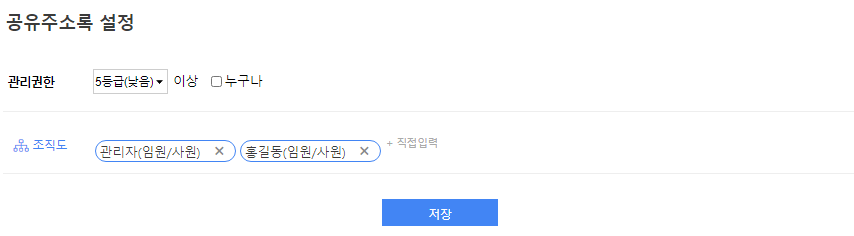 공유주소록 설정
관리권한 5등급(낮음) 이상 누구나
조직도 관리자(임원/사원) × 홍길동(임원/사원) × + 직접입력
저장